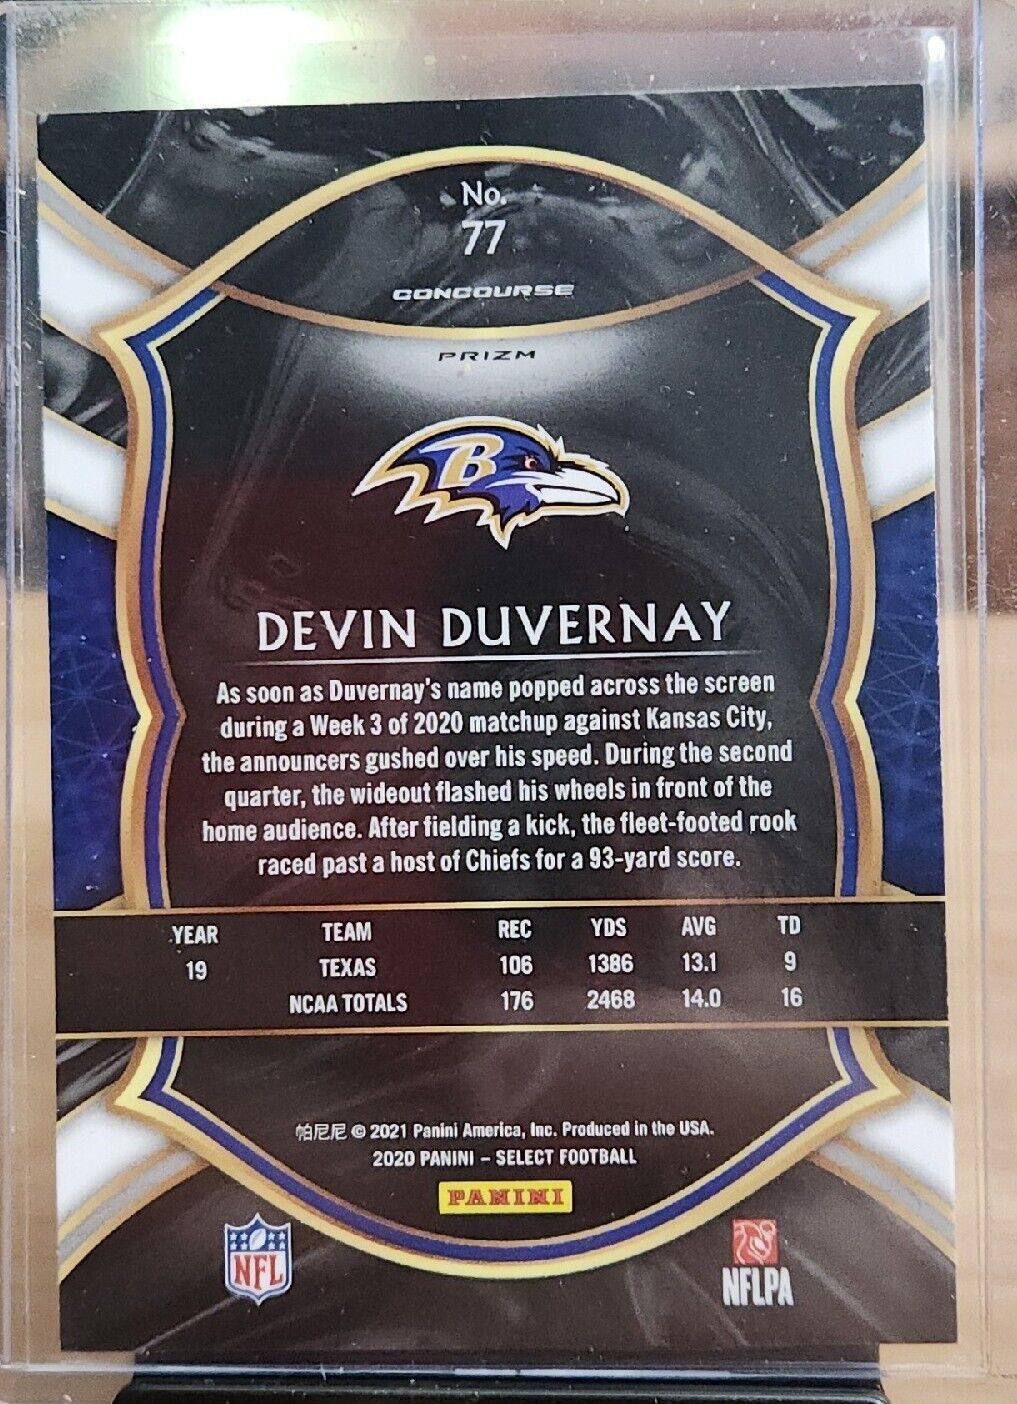 No.
77
CONCOURSE
PRIZM
B
DEVIN DUVERNAY
As soon as Duvernay's name popped across the screen
during a Week 3 of 2020 matchup against Kansas City,
the announcers gushed over his speed. During the second
quarter, the wideout flashed his wheels in front of the
home audience. After fielding a kick, the fleet-footed rook
raced past a host of Chiefs for a 93-yard score.
YEAR TEAM REC YDS AVG TD
19 TEXAS 106 1386 13.1 9
NCAA TOTALS 176 2468 14.0 16
帕尼尼 © 2021 Panini America, Inc. Produced in the USA.
2020 PANINI – SELECT FOOTBALL
PANINI
NFL
NFLPA